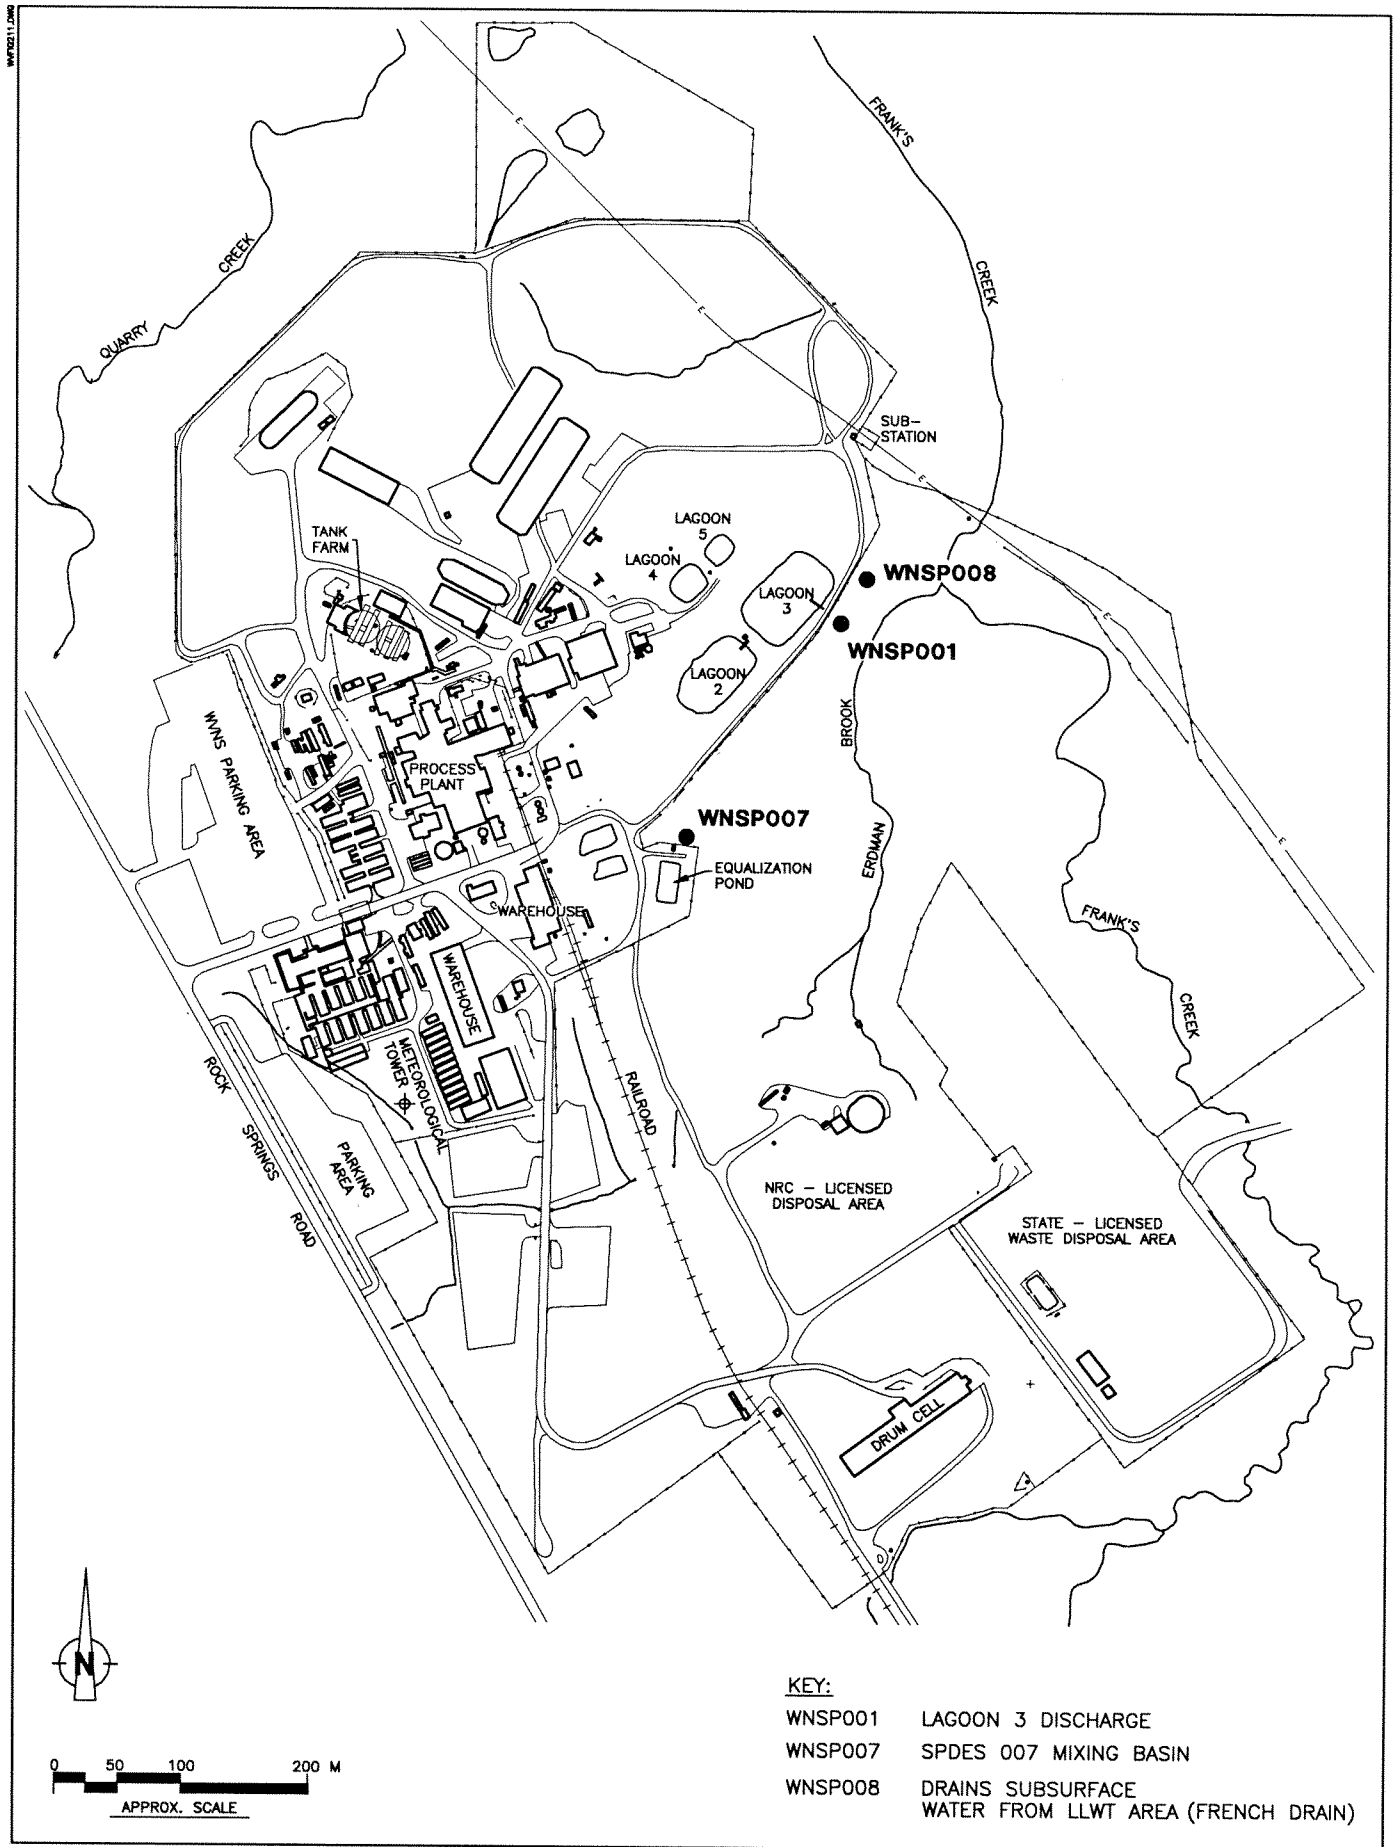 FRANK'S
CREEK
QUARRY
CREEK
E
E
SUB-
STATION
E
TANK
FARM
LAGOON
5
LAGOON
4
LAGOON
3
WNSP008
LAGOON
2
WNSP001
E
WVNS PARKING AREA
PROCESS
PLANT
BROOK
ERDMAN
WNSP007
EQUALIZATION
POND
E
WAREHOUSE
FRANK'S
CREEK
WAREHOUSE
METEOROLOGICAL
TOWER
RAILROAD
ROCK
SPRINGS
ROAD
PARKING
AREA
NRC – LICENSED
DISPOSAL AREA
STATE – LICENSED
WASTE DISPOSAL AREA
DRUM CELL
N
0 50 100 200 M
APPROX. SCALE
KEY:
WNSP001 LAGOON 3 DISCHARGE
WNSP007 SPDES 007 MIXING BASIN
WNSP008 DRAINS SUBSURFACE
WATER FROM LLWT AREA (FRENCH DRAIN)